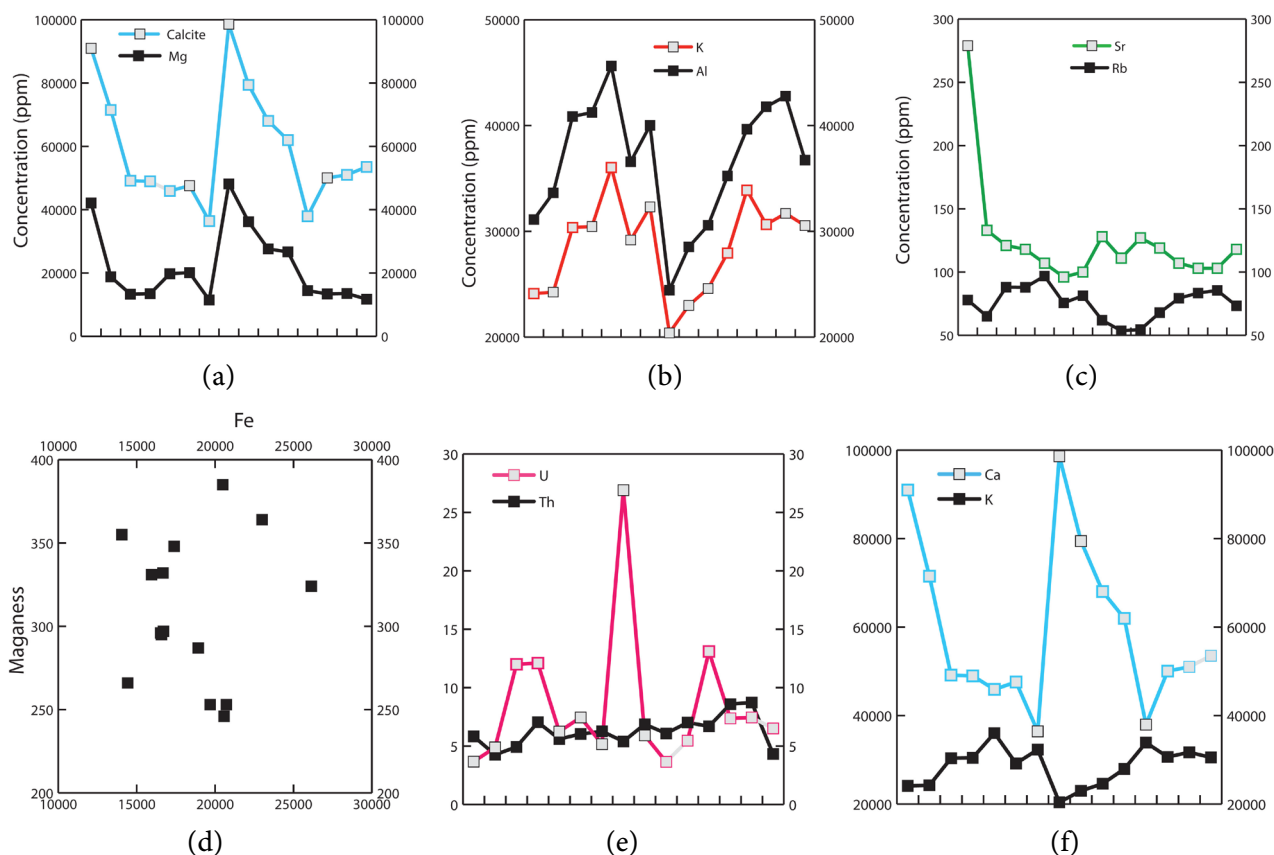 100000
80000
60000
40000
20000
0
Concentration (ppm)
Calcite
Mg
100000
80000
60000
40000
20000
0
(a)
50000
40000
30000
20000
Concentration (ppm)
K
Al
50000
40000
30000
20000
(b)
300
250
200
150
100
50
Concentration (ppm)
Sr
Rb
300
250
200
150
100
50
(c)
Fe
10000 15000 20000 25000 30000
400
350
300
250
200
Maganess
400
350
300
250
200
10000 15000 20000 25000 30000
(d)
30
25
20
15
10
5
0
U
Th
30
25
20
15
10
5
0
(e)
100000
80000
60000
40000
20000
Ca
K
100000
80000
60000
40000
20000
(f)